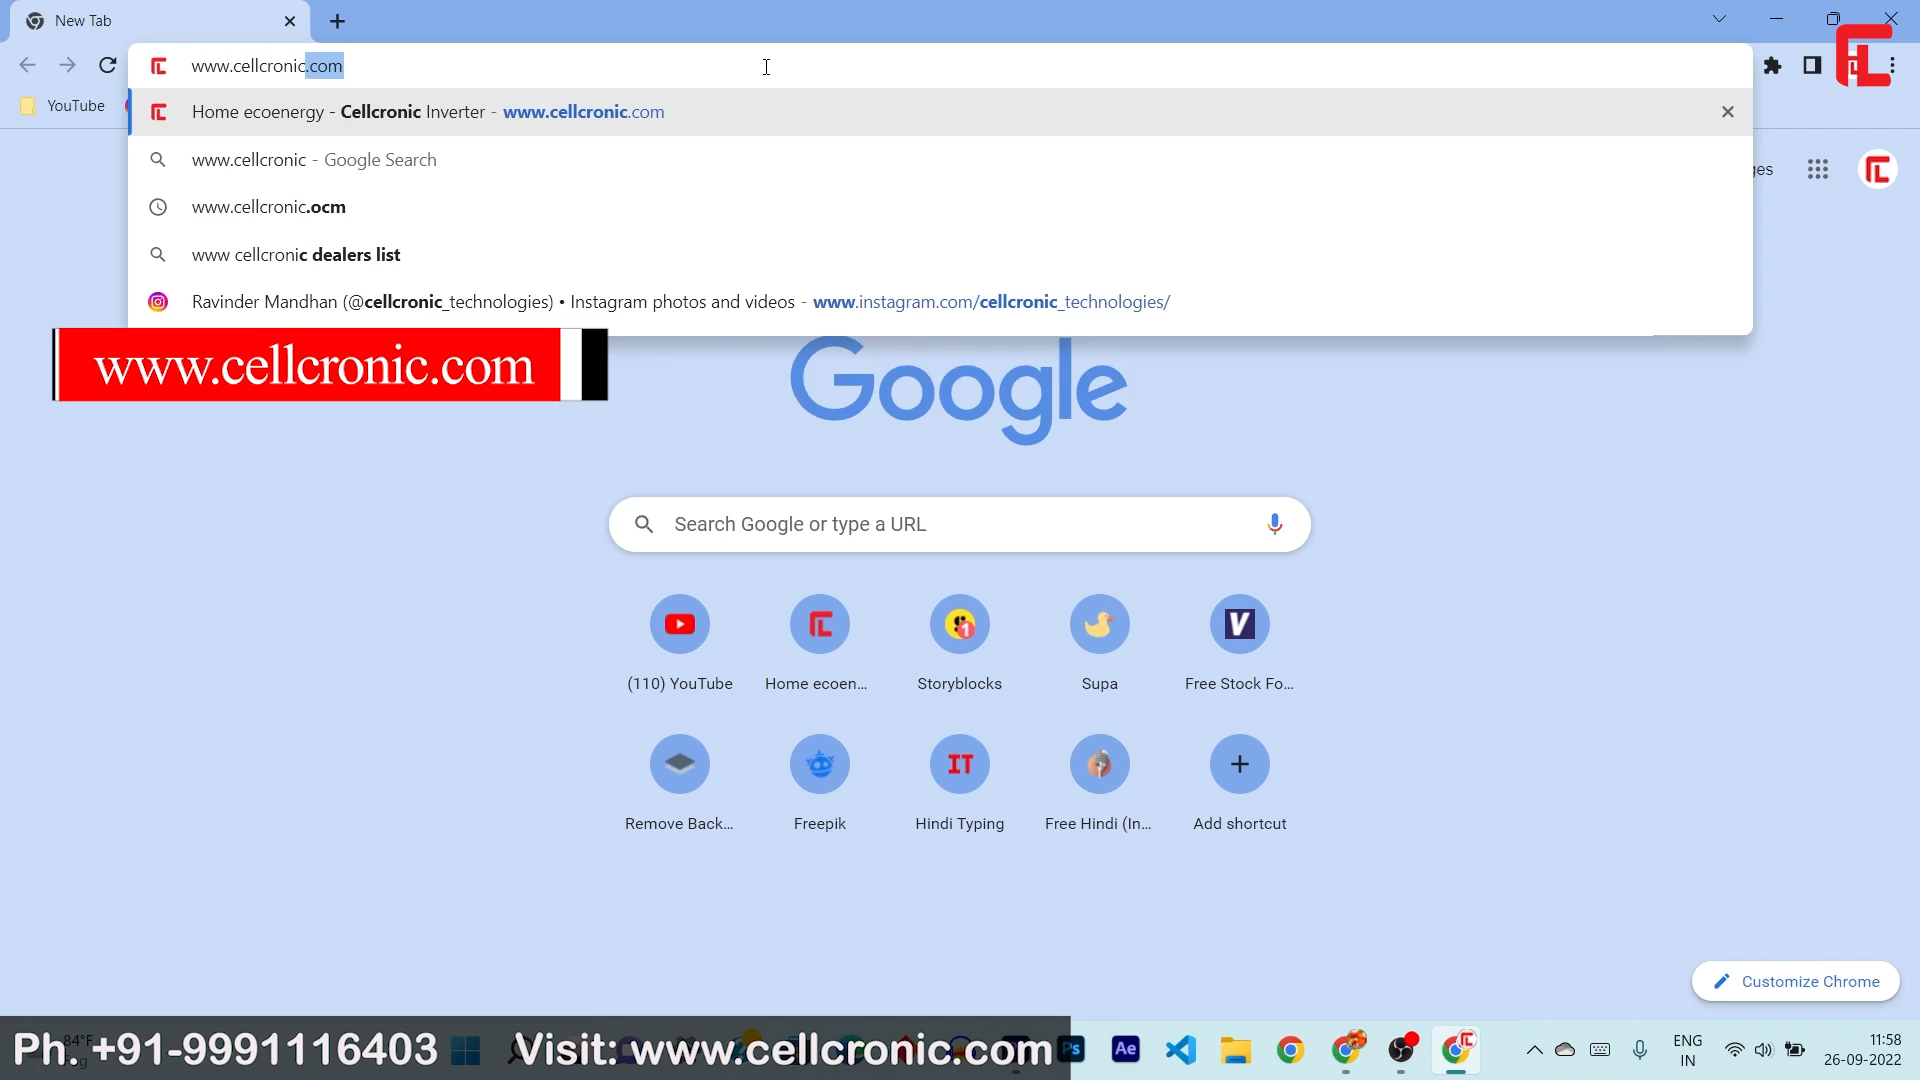 New Tab
www.cellcronic.com
YouTube
Home ecoenergy - Cellcronic Inverter - www.cellcronic.com
www.cellcronic - Google Search
www.cellcronic.ocm
www cellcronic dealers list
Ravinder Mandhan (@cellcronic_technologies) • Instagram photos and videos - www.instagram.com/cellcronic_technologies/
www.cellcronic.com
Google
Search Google or type a URL
(110) YouTube
Home ecoen...
Storyblocks
Supa
Free Stock Fo...
Remove Back...
Freepik
Hindi Typing
Free Hindi (In...
Add shortcut
Customize Chrome
Ph. +91-9991116403 Visit: www.cellcronic.com
Ps
Ae
ENG
IN
11:58
26-09-2022